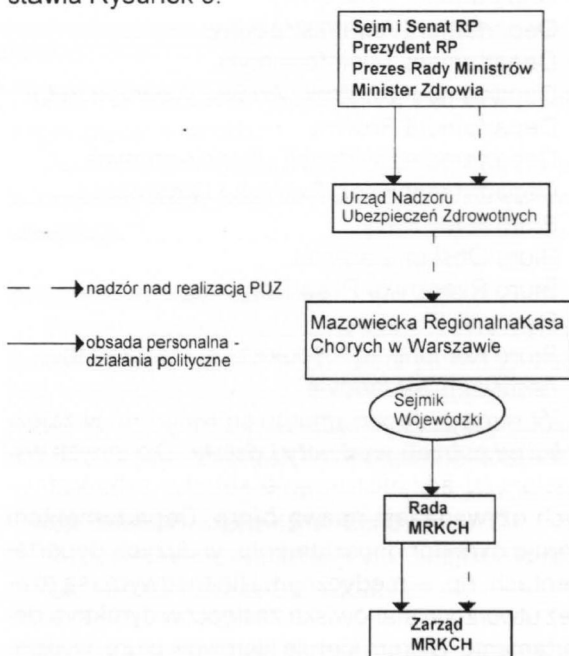 stawia Rysunek 5.
Sejm i Senat RP
Prezydent RP
Prezes Rady Ministrów
Minister Zdrowia
Urząd Nadzoru
Ubezpieczeń Zdrowotnych
nadzór nad realizacją PUZ
obsada personalna -
działania polityczne
Mazowiecka RegionalnaKasa
Chorych w Warszawie
Sejmik
Wojewódzki
Rada
MRKCH
Zarząd
MRKCH